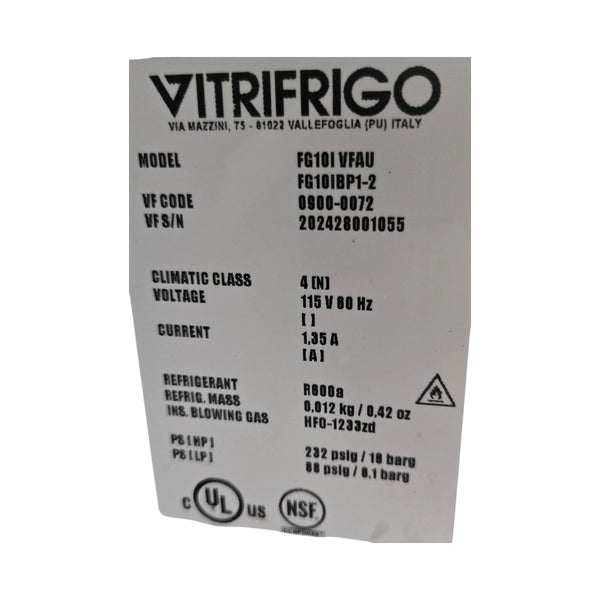 VITRIFRIGO
VIA MAZZINI, 75 - 61022 VALLEFOGLIA (PU) ITALY
MODEL FG10I VFAU
FG10IBP1-2
VF CODE 0900-0072
VF S/N 202428001055
CLIMATIC CLASS 4 (N)
VOLTAGE 115 V 60 Hz
[ ]
CURRENT 1,35 A
[A]
REFRIGERANT R600a
REFRIG. MASS 0,012 kg / 0,42 oz
INS. BLOWING GAS HFO-1233zd
PS [HP] 232 psig / 16 barg
PS [LP] 88 psig / 6,1 barg
C UL US NSF.
COMPONENT